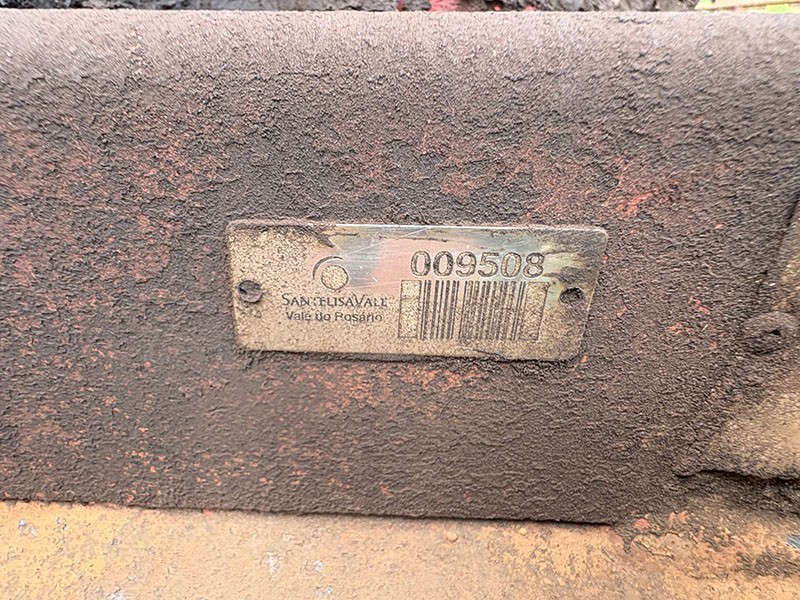 009508
SANTELISAVALE
Vale do Rosário